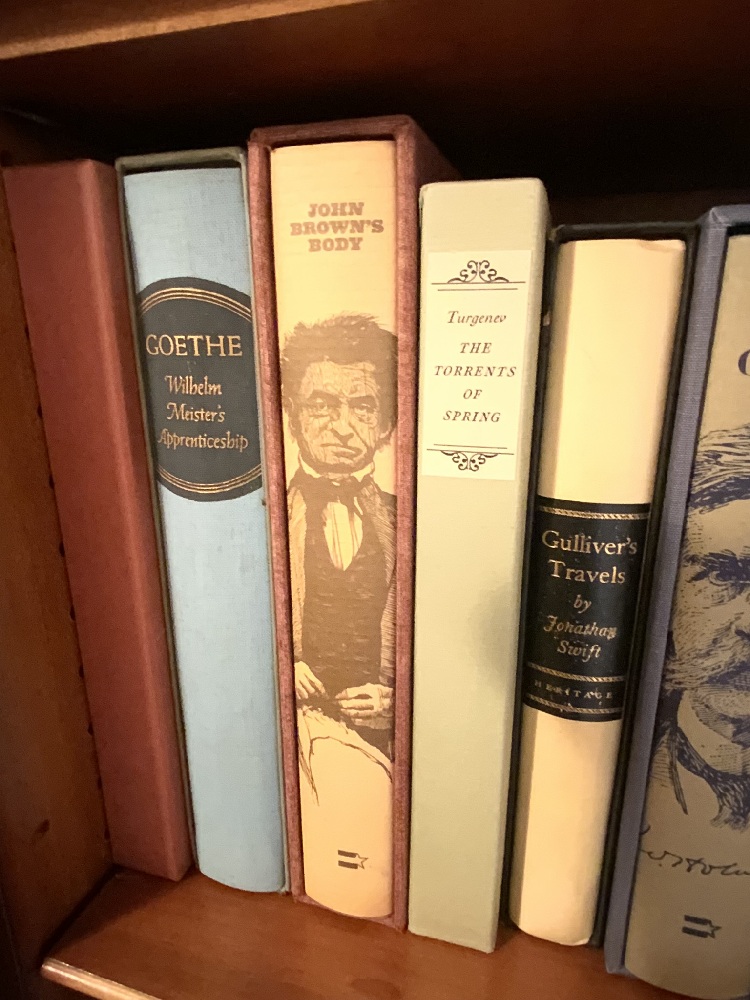 GOETHE
Wilhelm
Meister's
Apprenticeship
JOHN
BROWN'S
BODY
Turgenev
THE
TORRENTS
OF
SPRING
Gulliver's
Travels
by
Jonathan
Swift
HERITAGE